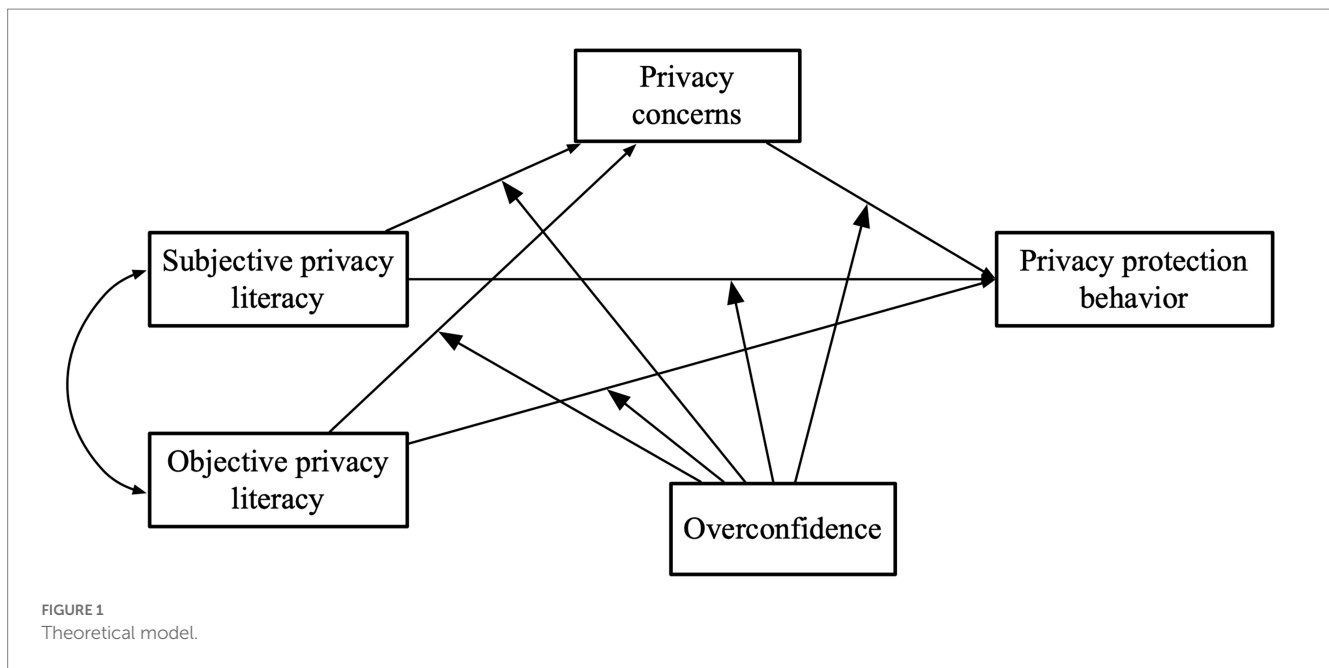 Privacy
concerns
Subjective privacy
literacy
Privacy protection
behavior
Objective privacy
literacy
Overconfidence
FIGURE 1
Theoretical model.